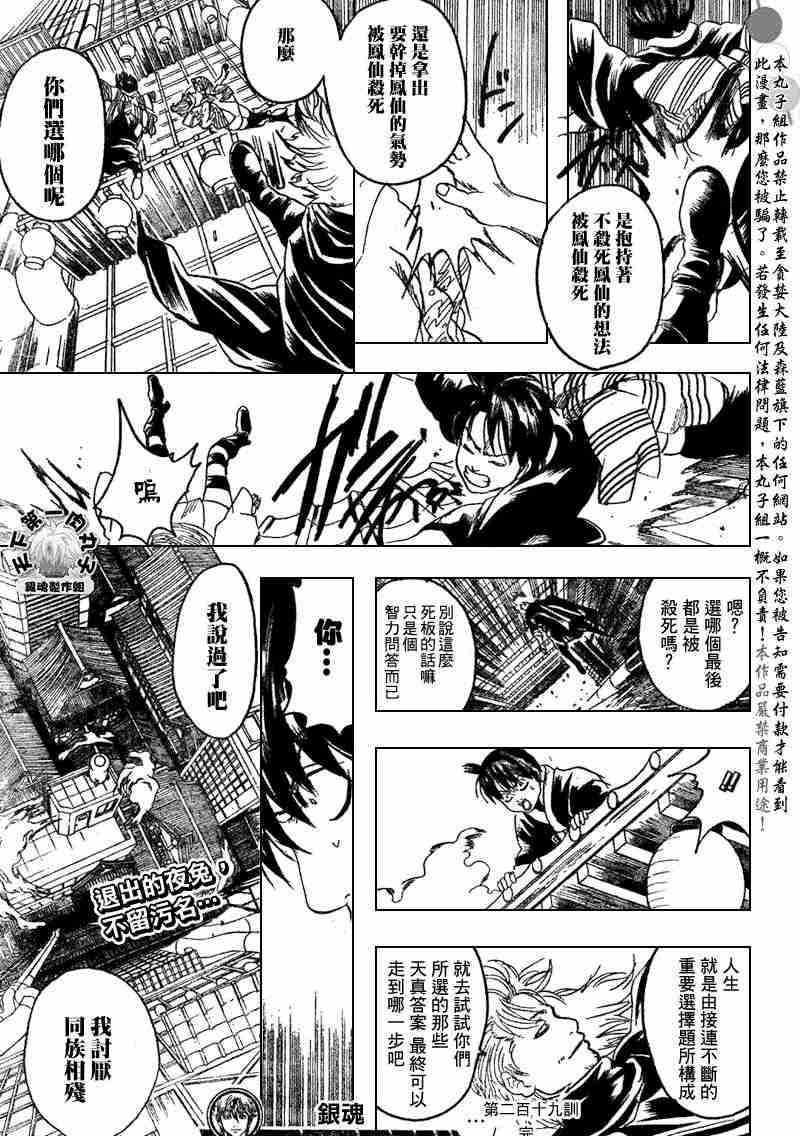 是抱持著
不殺死鳳仙的想法
被鳳仙殺死
還是拿出
要幹掉鳳仙的氣勢
被鳳仙殺死
那麼
你們選哪個呢
嗚
嗯？
選哪個最後
都是被
殺死嗎？
別說這麼
死板的話嘛
只是個
智力問答而已
人生
就是由接連不斷的
重要選擇題所構成
就去試試你們
所選的那些
天真答案 最終可以
走到哪一步吧
你…
我說過了吧
我討厭
同族相殘
退出的夜兔，
不留污名…
天下第一肉丸子
銀魂製作組
銀魂
第二百十九訓
…完
本丸子組作品禁止轉載至貪婪大陸及森藍旗下的任何網站。如果您被告知需要付款才能看到
此漫畫，那麼您被騙了。若發生任何法律問題，本丸子組一概不負責！本作品嚴禁商業用途！